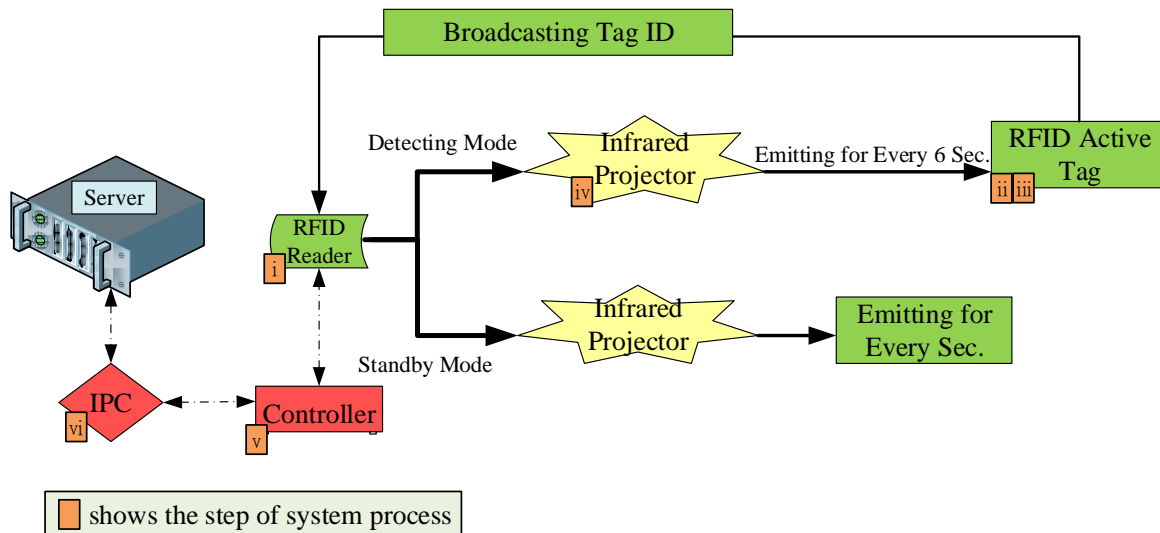 Broadcasting Tag ID
Detecting Mode
Infrared
Projector
iv
Emitting for Every 6 Sec.
RFID Active
Tag
ii
iii
Server
RFID
Reader
i
Infrared
Projector
Emitting for
Every Sec.
Standby Mode
IPC
vi
Controller
v
shows the step of system process